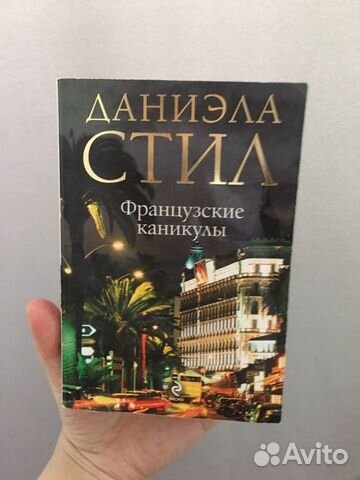 ДАНИЭЛА
СТИЛ
Французские
каникулы
Avito